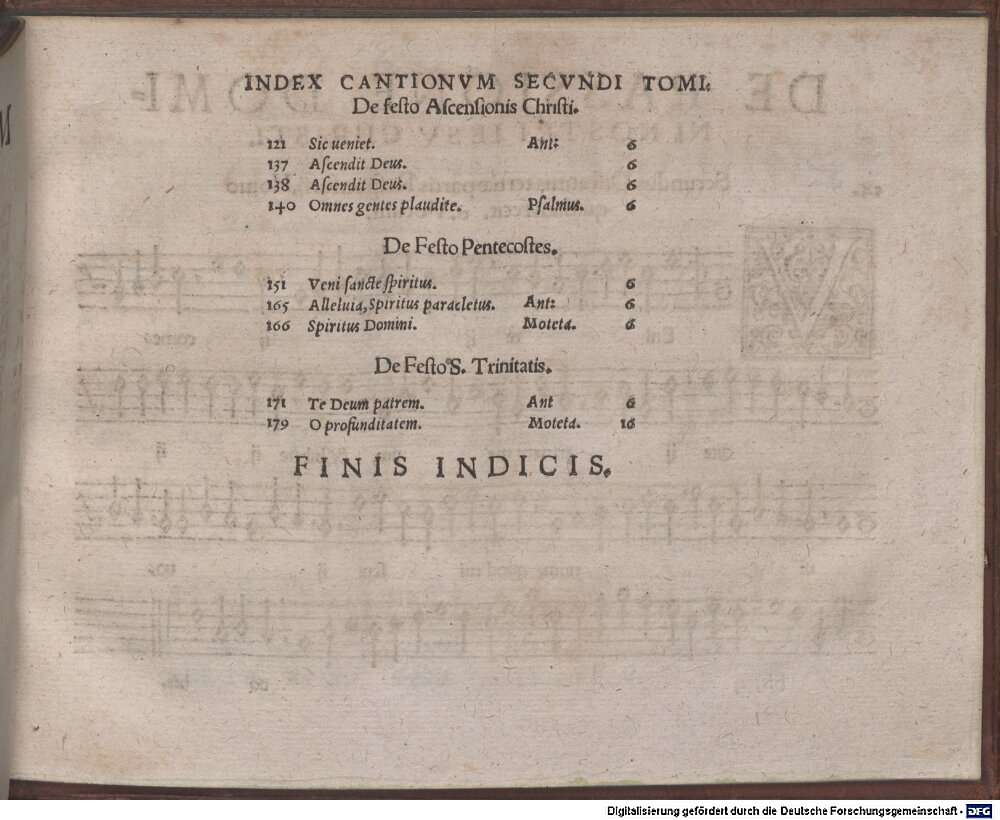 INDEX CANTIONVM SECVNDI TOMI.
De festo Ascensionis Christi.
121 Sic ueniet. Ant: 6
137 Ascendit Deus. 6
138 Ascendit Deus. 6
140 Omnes gentes plaudite. Psalmus. 6
De Festo Pentecostes.
151 Veni sancte spiritus. 6
165 Alleluia, Spiritus paracletus. Ant: 6
166 Spiritus Domini. Moteta. 6
De Festo S. Trinitatis.
171 Te Deum patrem. Ant 6
179 O profunditatem. Moteta. 16
FINIS INDICIS.
Digitalisierung gefördert durch die Deutsche Forschungsgemeinschaft - DFG